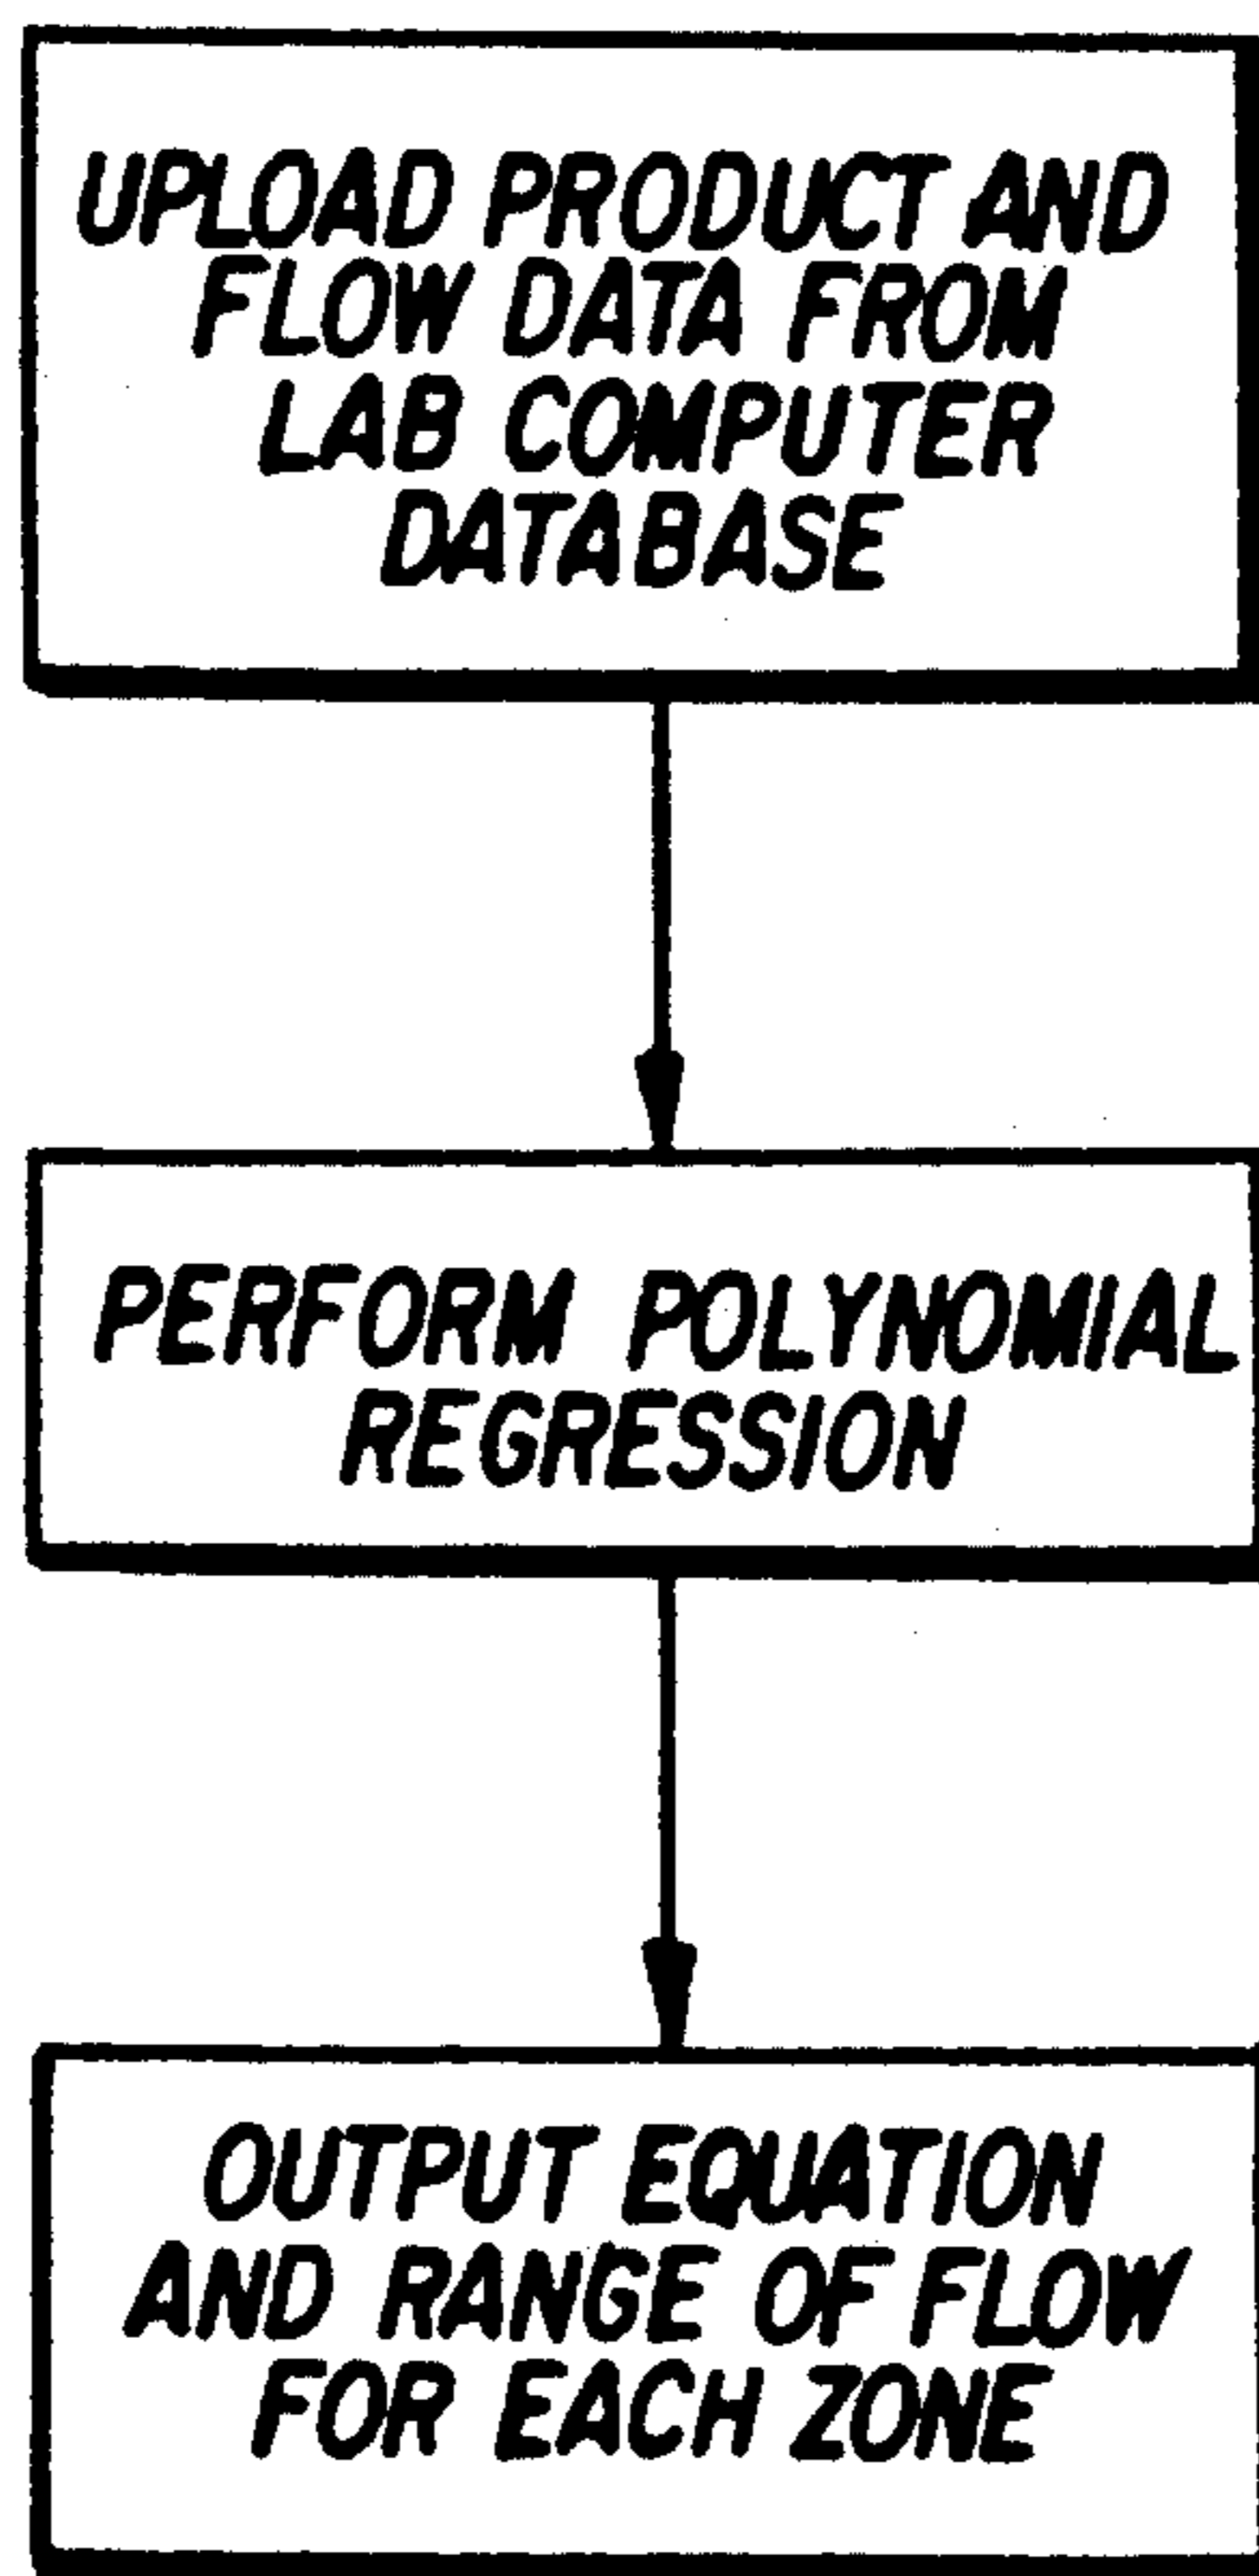 UPLOAD PRODUCT AND
FLOW DATA FROM
LAB COMPUTER
DATABASE
PERFORM POLYNOMIAL
REGRESSION
OUTPUT EQUATION
AND RANGE OF FLOW
FOR EACH ZONE